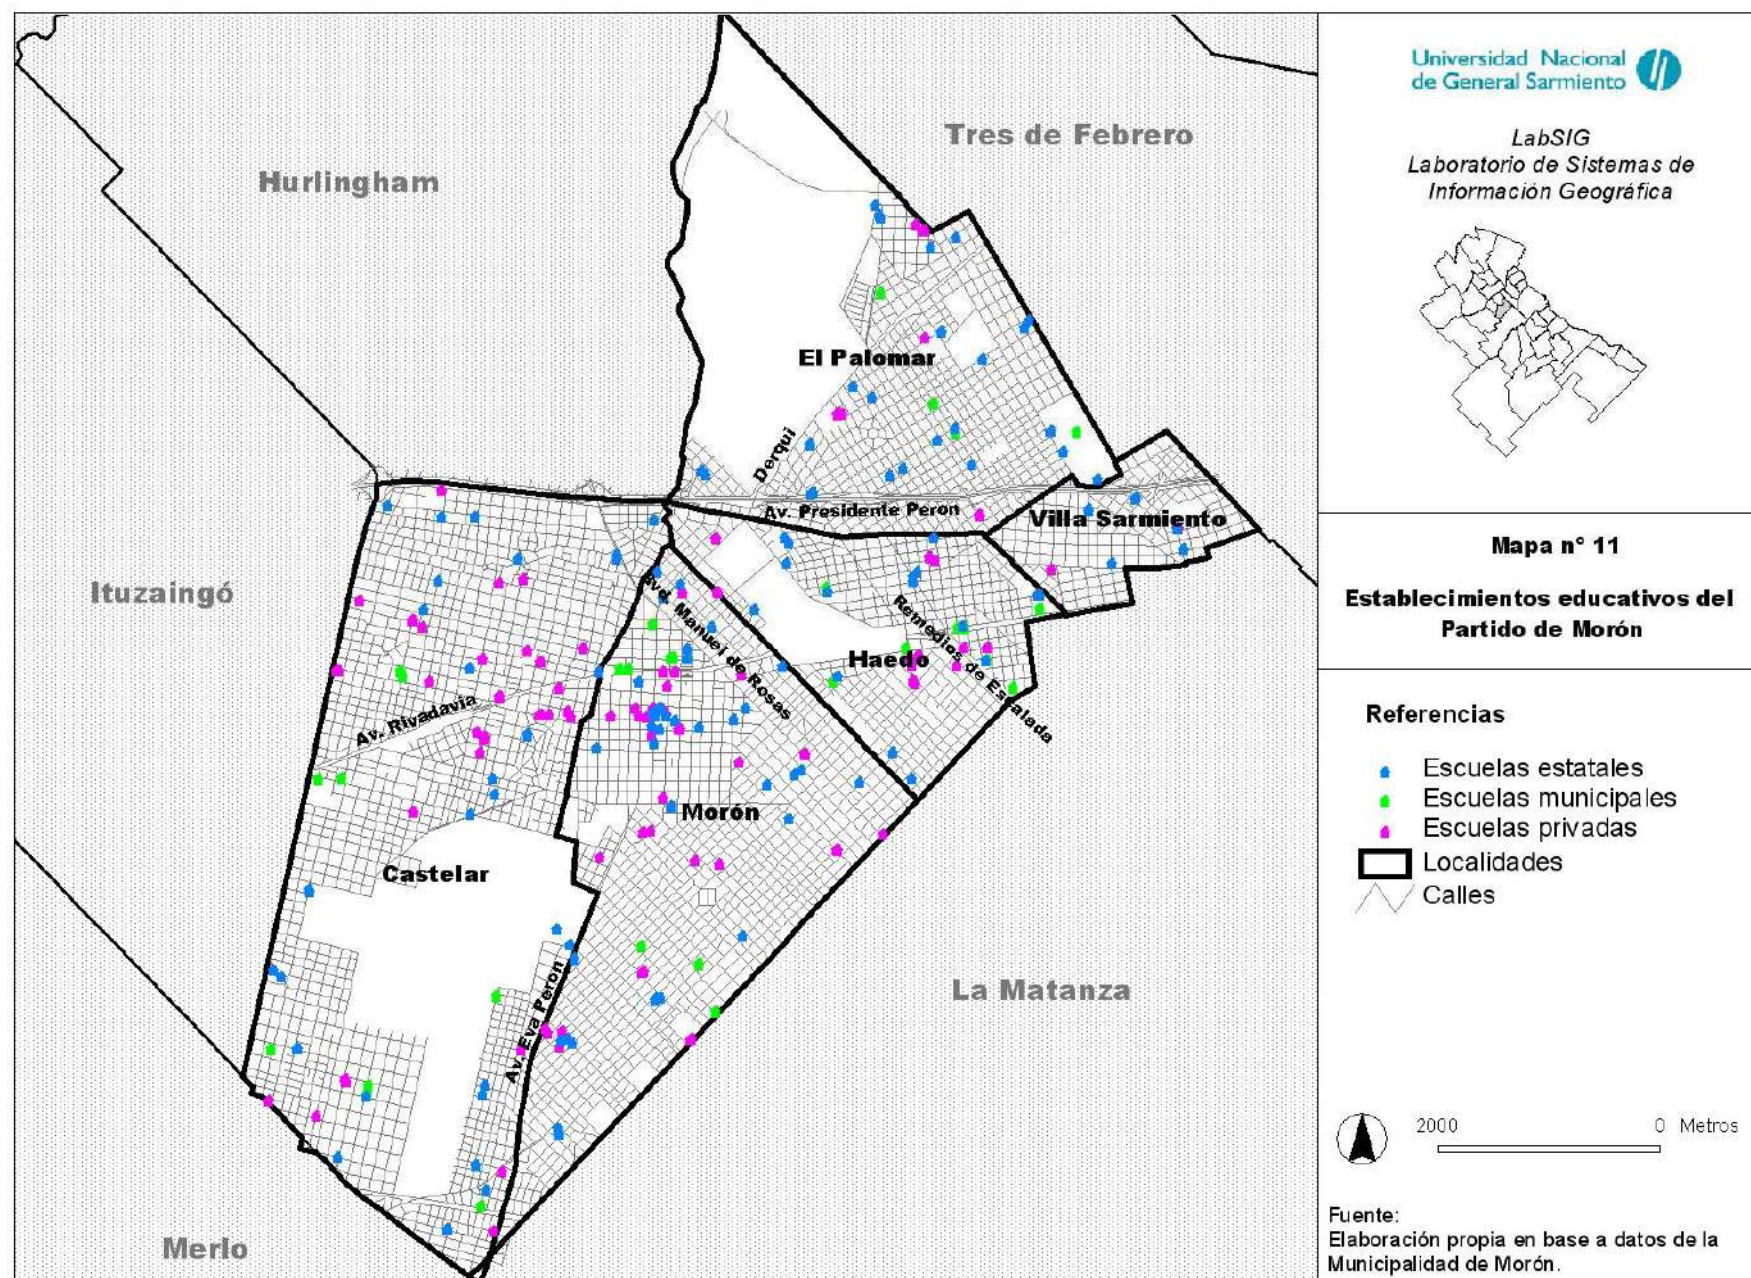 Hurlingham
Tres de Febrero
El Palomar
Derqui
Av. Presidente Peron
Villa Sarmiento
Ituzaingó
Bvd. Manuel de Rosas
Remedios de Escalada
Haedo
Av. Rivadavia
Morón
Castelar
Av. Eva Peron
La Matanza
Merlo
Universidad Nacional
de General Sarmiento
LabSIG
Laboratorio de Sistemas de
Información Geográfica
Mapa n° 11
Establecimientos educativos del
Partido de Morón
Referencias
Escuelas estatales
Escuelas municipales
Escuelas privadas
Localidades
Calles
2000 0 Metros
Fuente:
Elaboración propia en base a datos de la
Municipalidad de Morón.